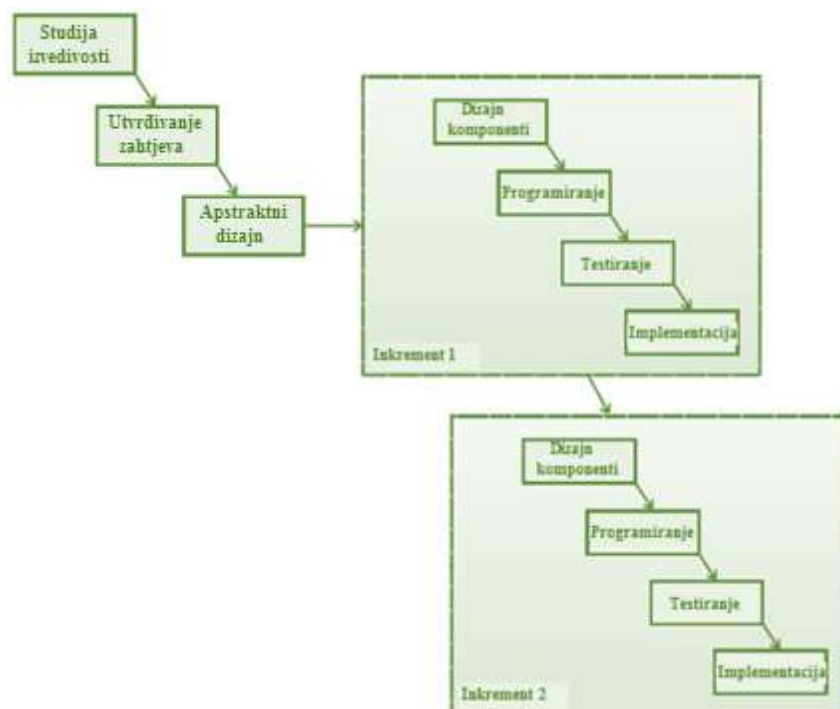 Studija
izvedivosti
Utvrđivanje
zahtjeva
Apstraktni
dizajn
Dizajn
komponenti
Programiranje
Testiranje
Implementacija
Inkrement 1
Dizajn
komponenti
Programiranje
Testiranje
Implementacija
Inkrement 2